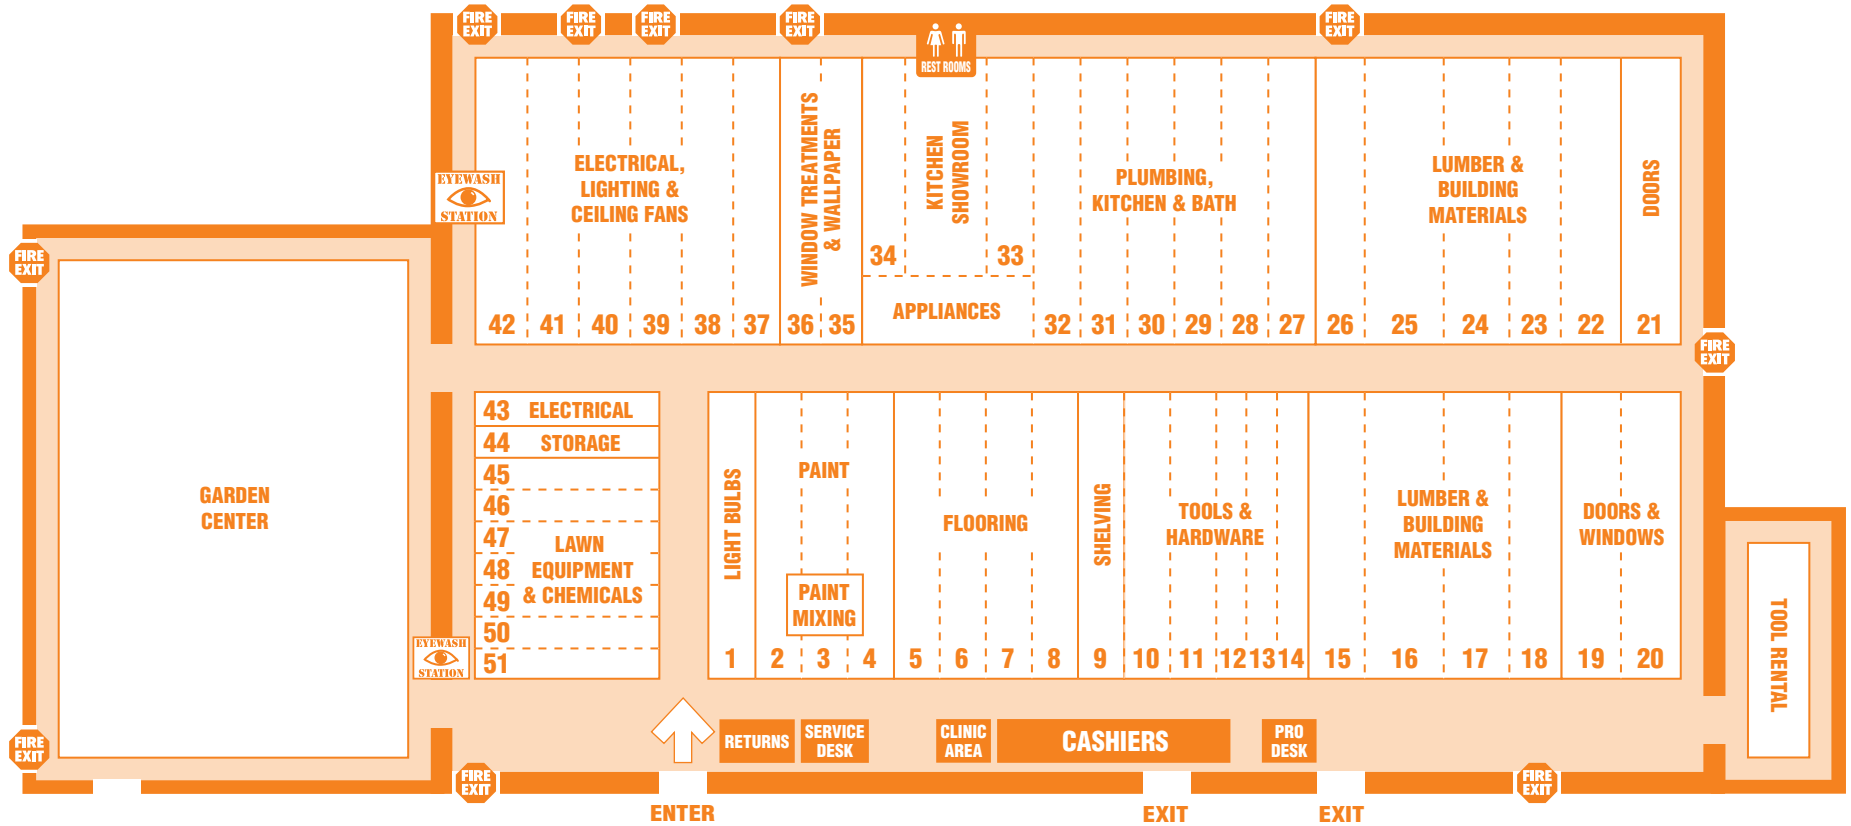 FIRE
EXIT
FIRE
EXIT
FIRE
EXIT
FIRE
EXIT
REST ROOMS
FIRE
EXIT
EYEWASH
STATION
ELECTRICAL,
LIGHTING &
CEILING FANS
WINDOW TREATMENTS
& WALLPAPER
KITCHEN
SHOWROOM
PLUMBING,
KITCHEN & BATH
LUMBER &
BUILDING
MATERIALS
DOORS
34
33
APPLIANCES
42 41 40 39 38 37 36 35 32 31 30 29 28 27 26 25 24 23 22 21
FIRE
EXIT
FIRE
EXIT
GARDEN
CENTER
43 ELECTRICAL
44 STORAGE
45
46
47
48
49
50
51
LAWN
EQUIPMENT
& CHEMICALS
EYEWASH
STATION
LIGHT BULBS
PAINT
PAINT
MIXING
FLOORING
SHELVING
TOOLS &
HARDWARE
LUMBER &
BUILDING
MATERIALS
DOORS &
WINDOWS
1 2 3 4 5 6 7 8 9 10 11 12 13 14 15 16 17 18 19 20
TOOL RENTAL
RETURNS
SERVICE
DESK
CLINIC
AREA
CASHIERS
PRO
DESK
FIRE
EXIT
FIRE
EXIT
FIRE
EXIT
ENTER
EXIT
EXIT